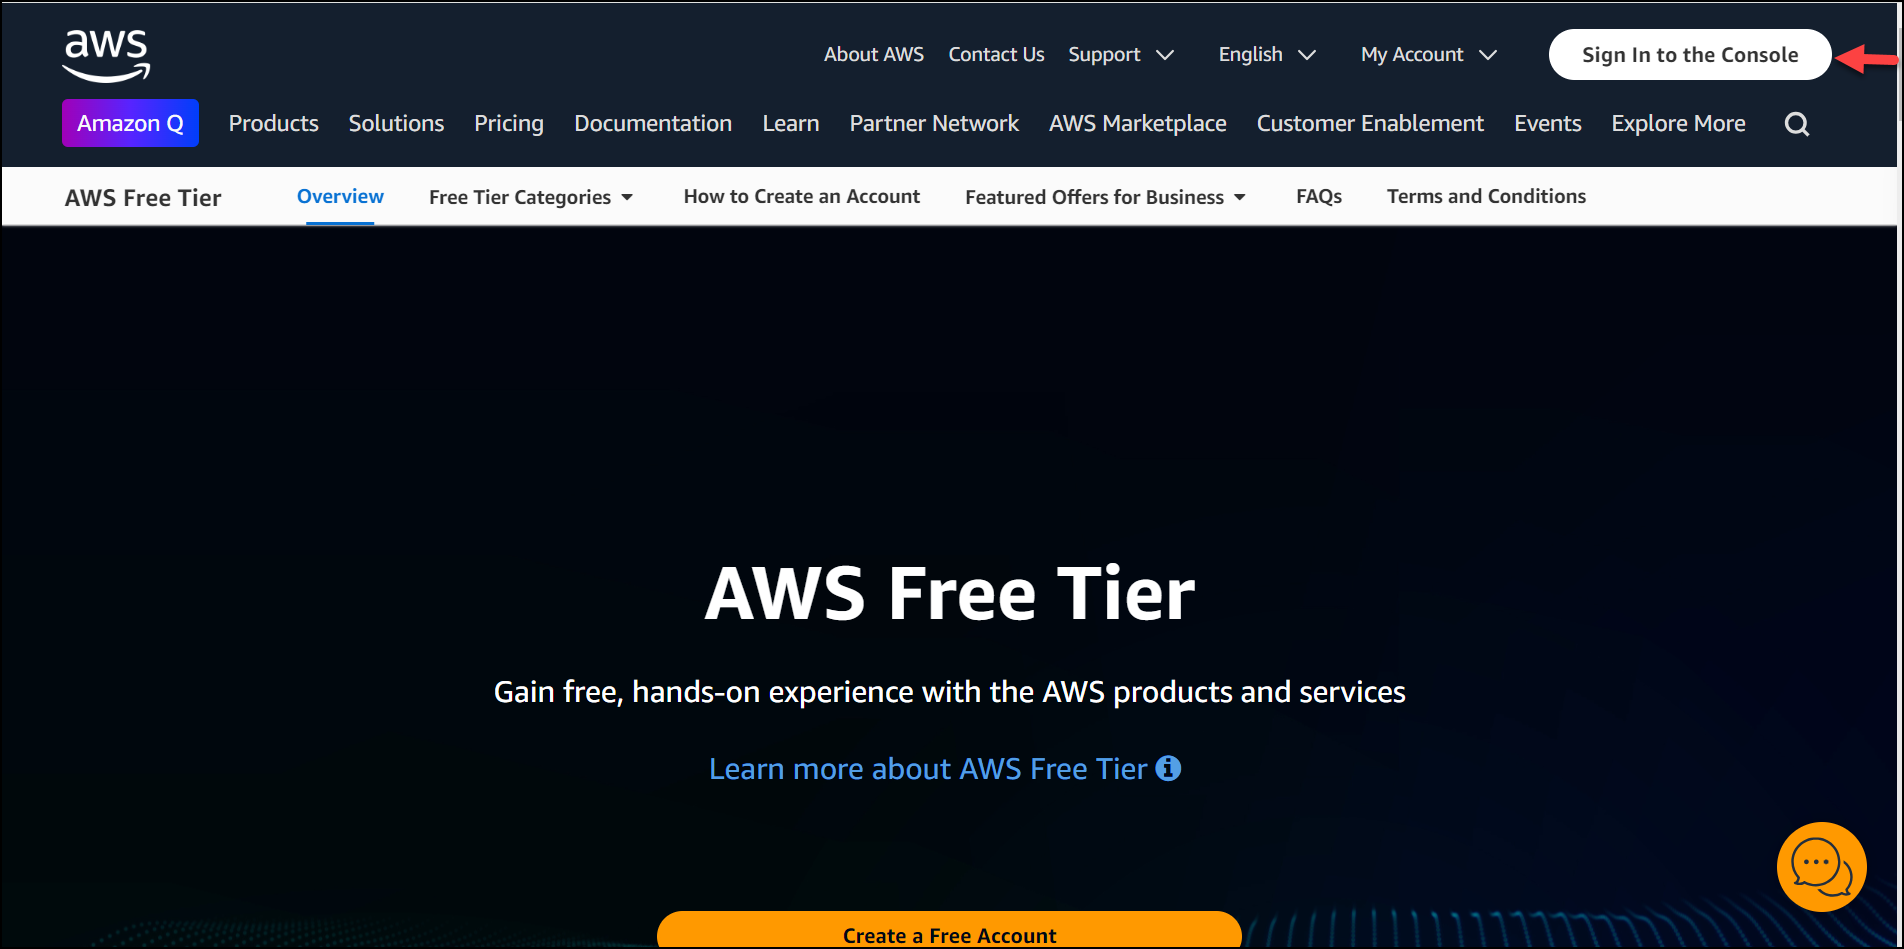 aws
About AWS Contact Us Support English My Account Sign In to the Console
Amazon Q Products Solutions Pricing Documentation Learn Partner Network AWS Marketplace Customer Enablement Events Explore More
AWS Free Tier Overview Free Tier Categories How to Create an Account Featured Offers for Business FAQs Terms and Conditions
AWS Free Tier
Gain free, hands-on experience with the AWS products and services
Learn more about AWS Free Tier
Create a Free Account